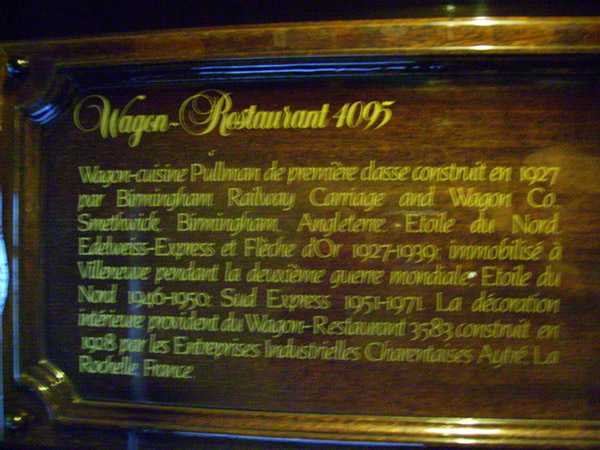 Wagon-Restaurant 4095
Wagon-cuisine Pullman de première classe construit en 1927
par Birmingham Railway Carriage and Wagon Co.
Smethwick, Birmingham, Angleterre - Etoile du Nord,
Edelweiss-Express et Flèche d'Or 1927-1939; immobilisé à
Villeneuve pendant la deuxième guerre mondiale; Etoile du
Nord 1946-1950; Sud Express 1951-1971. La décoration
intérieure provident du Wagon-Restaurant 3583 construit en
1928 par les Entreprises Industrielles Charentaises Aytré, La
Rochelle, France.